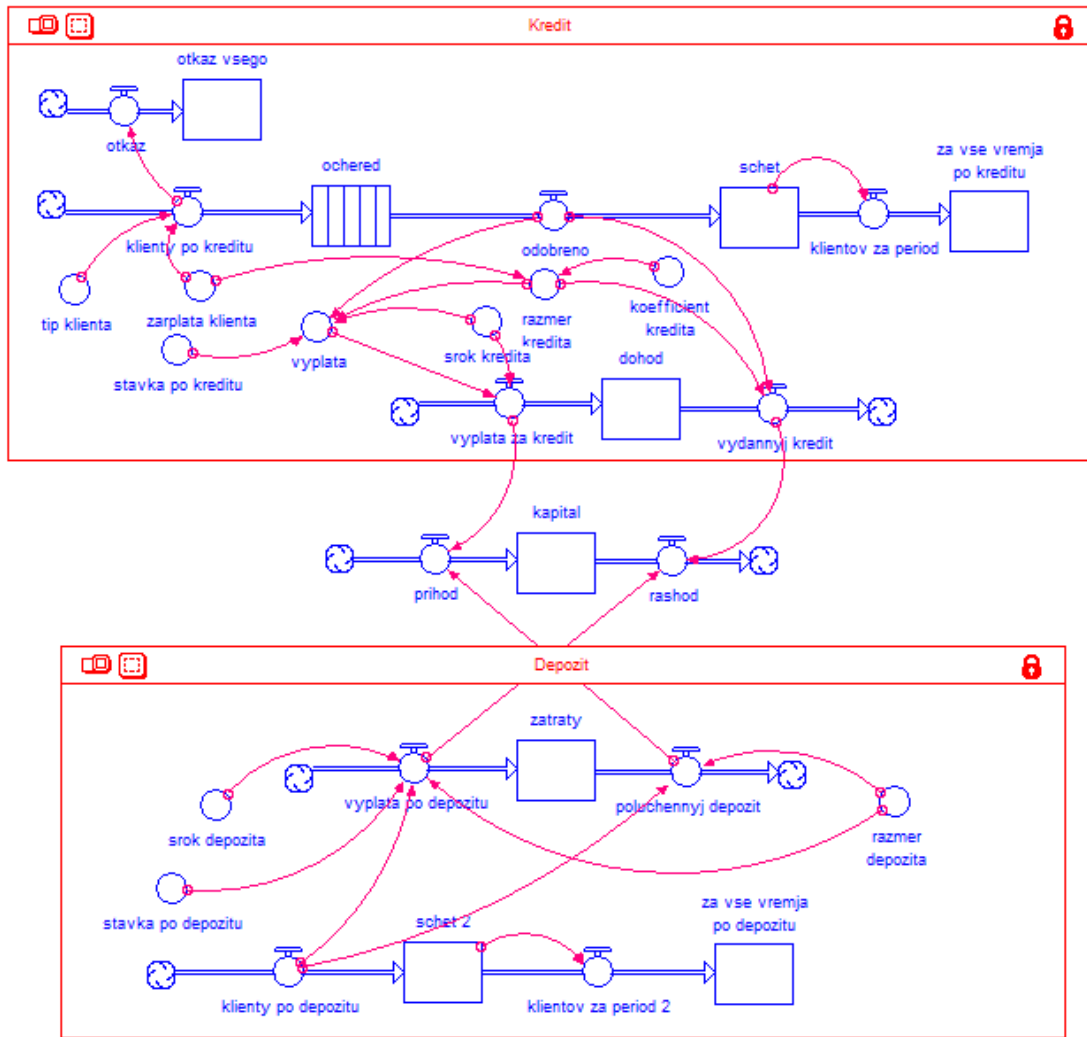 Kredit
otkaz vsego
otkaz
ochered
schet
za vse vremja
po kreditu
klienty po kreditu
odobreno
klientov za period
tip klienta
zarplata klienta
razmer
kredita
koefficient
kredita
stavka po kreditu
vyplata
srok kredita
dohod
vyplata za kredit
vydannyj kredit
kapital
prihod
rashod
Depozit
zatraty
vyplata po depozitu
poluchennyj depozit
srok depozita
razmer
depozita
stavka po depozitu
schet 2
za vse vremja
po depozitu
klienty po depozitu
klientov za period 2